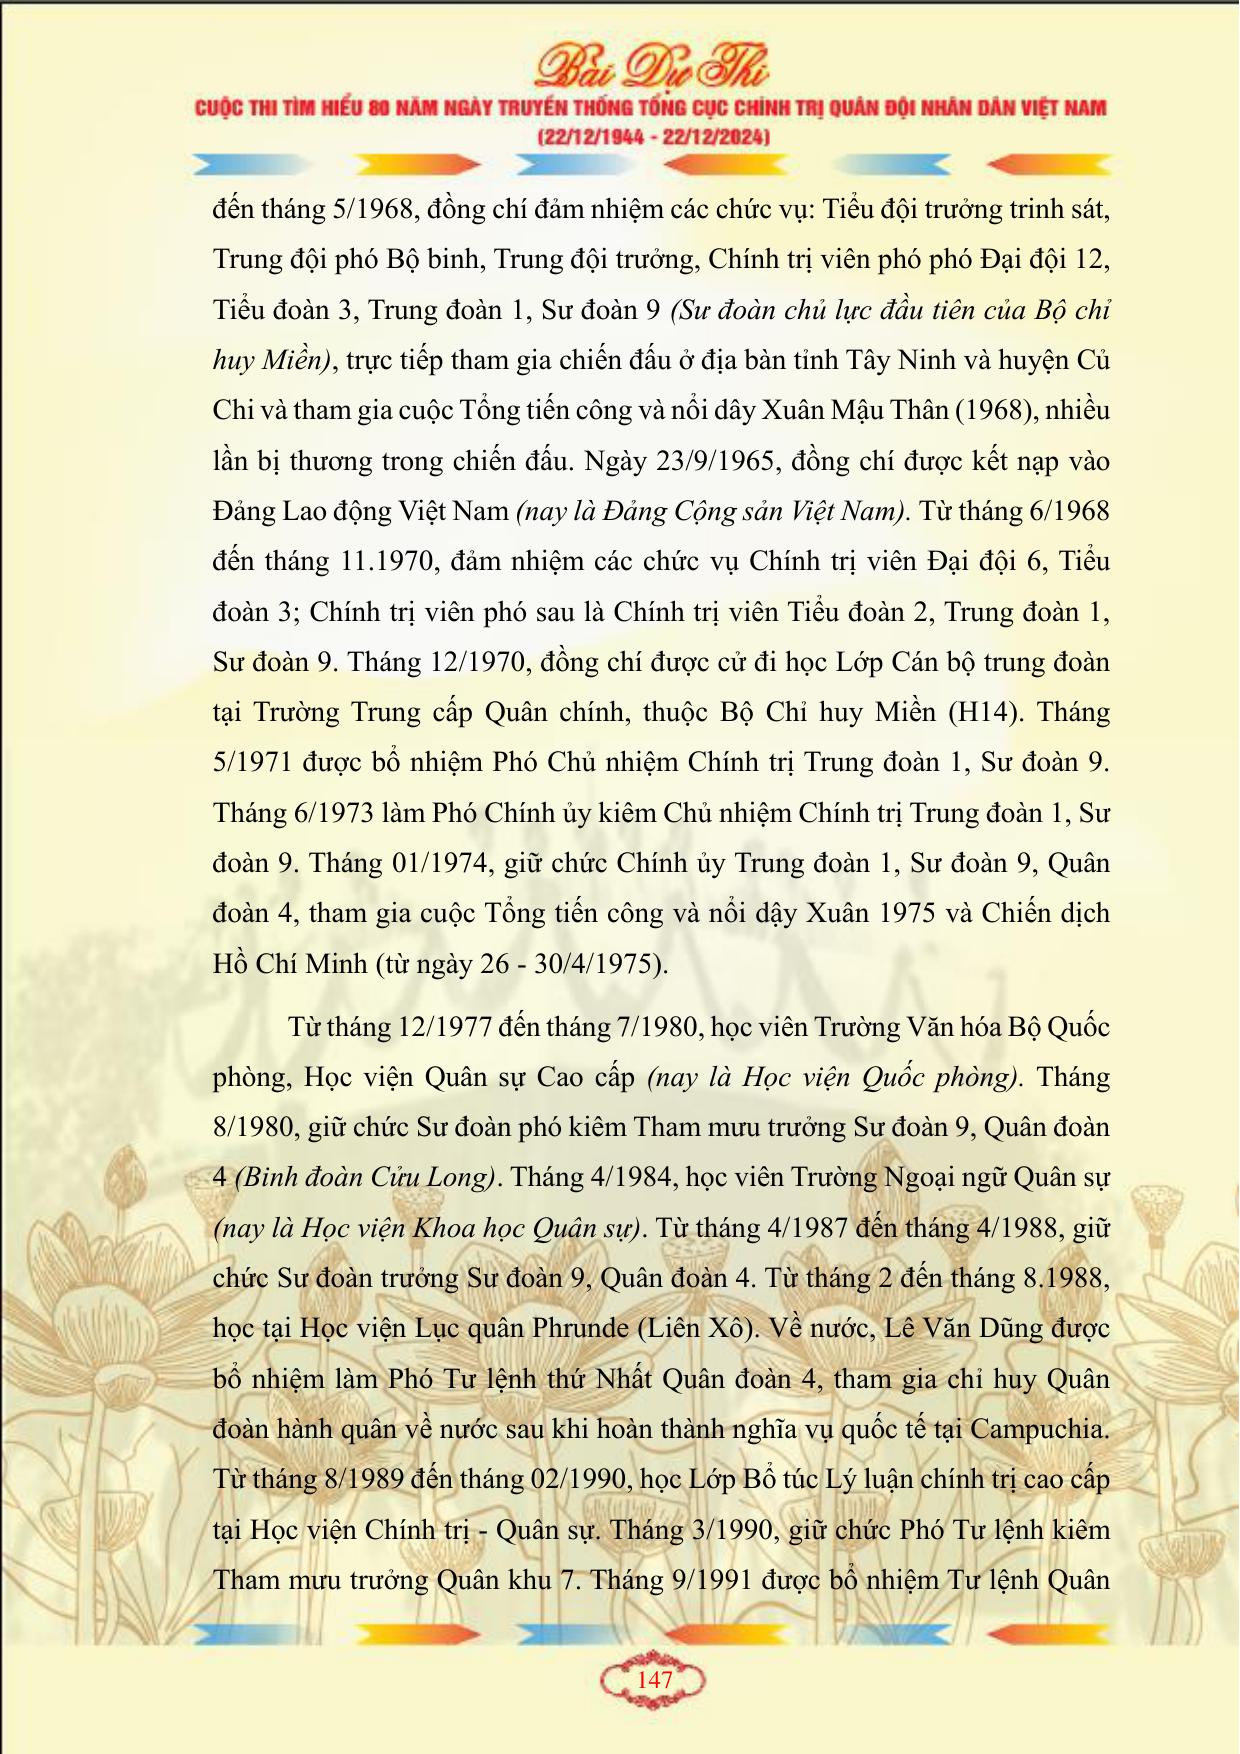 Bài Dự Thi
CUỘC THI TÌM HIỂU 80 NĂM NGÀY TRUYỀN THỐNG TỔNG CỤC CHÍNH TRỊ QUÂN ĐỘI NHÂN DÂN VIỆT NAM
(22/12/1944 - 22/12/2024)
đến tháng 5/1968, đồng chí đảm nhiệm các chức vụ: Tiểu đội trưởng trinh sát,
Trung đội phó Bộ binh, Trung đội trưởng, Chính trị viên phó phó Đại đội 12,
Tiểu đoàn 3, Trung đoàn 1, Sư đoàn 9 (Sư đoàn chủ lực đầu tiên của Bộ chỉ
huy Miền), trực tiếp tham gia chiến đấu ở địa bàn tỉnh Tây Ninh và huyện Củ
Chi và tham gia cuộc Tổng tiến công và nổi dây Xuân Mậu Thân (1968), nhiều
lần bị thương trong chiến đấu. Ngày 23/9/1965, đồng chí được kết nạp vào
Đảng Lao động Việt Nam (nay là Đảng Cộng sản Việt Nam). Từ tháng 6/1968
đến tháng 11.1970, đảm nhiệm các chức vụ Chính trị viên Đại đội 6, Tiểu
đoàn 3; Chính trị viên phó sau là Chính trị viên Tiểu đoàn 2, Trung đoàn 1,
Sư đoàn 9. Tháng 12/1970, đồng chí được cử đi học Lớp Cán bộ trung đoàn
tại Trường Trung cấp Quân chính, thuộc Bộ Chỉ huy Miền (H14). Tháng
5/1971 được bổ nhiệm Phó Chủ nhiệm Chính trị Trung đoàn 1, Sư đoàn 9.
Tháng 6/1973 làm Phó Chính ủy kiêm Chủ nhiệm Chính trị Trung đoàn 1, Sư
đoàn 9. Tháng 01/1974, giữ chức Chính ủy Trung đoàn 1, Sư đoàn 9, Quân
đoàn 4, tham gia cuộc Tổng tiến công và nổi dậy Xuân 1975 và Chiến dịch
Hồ Chí Minh (từ ngày 26 - 30/4/1975).
Từ tháng 12/1977 đến tháng 7/1980, học viên Trường Văn hóa Bộ Quốc
phòng, Học viện Quân sự Cao cấp (nay là Học viện Quốc phòng). Tháng
8/1980, giữ chức Sư đoàn phó kiêm Tham mưu trưởng Sư đoàn 9, Quân đoàn
4 (Binh đoàn Cửu Long). Tháng 4/1984, học viên Trường Ngoại ngữ Quân sự
(nay là Học viện Khoa học Quân sự). Từ tháng 4/1987 đến tháng 4/1988, giữ
chức Sư đoàn trưởng Sư đoàn 9, Quân đoàn 4. Từ tháng 2 đến tháng 8.1988,
học tại Học viện Lục quân Phrunde (Liên Xô). Về nước, Lê Văn Dũng được
bổ nhiệm làm Phó Tư lệnh thứ Nhất Quân đoàn 4, tham gia chỉ huy Quân
đoàn hành quân về nước sau khi hoàn thành nghĩa vụ quốc tế tại Campuchia.
Từ tháng 8/1989 đến tháng 02/1990, học Lớp Bổ túc Lý luận chính trị cao cấp
tại Học viện Chính trị - Quân sự. Tháng 3/1990, giữ chức Phó Tư lệnh kiêm
Tham mưu trưởng Quân khu 7. Tháng 9/1991 được bổ nhiệm Tư lệnh Quân
147